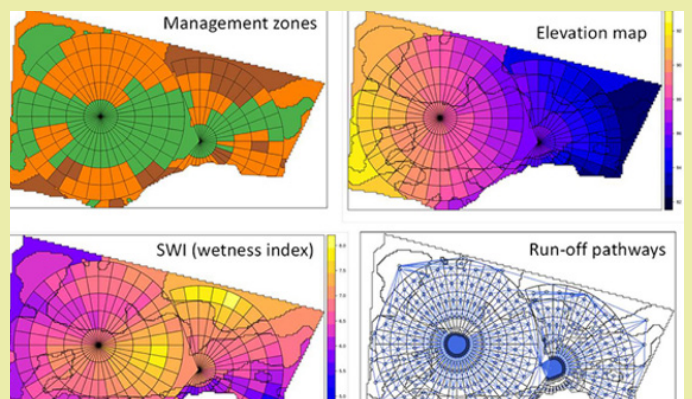 Management zones
Elevation map
SWI (wetness index)
Run-off pathways